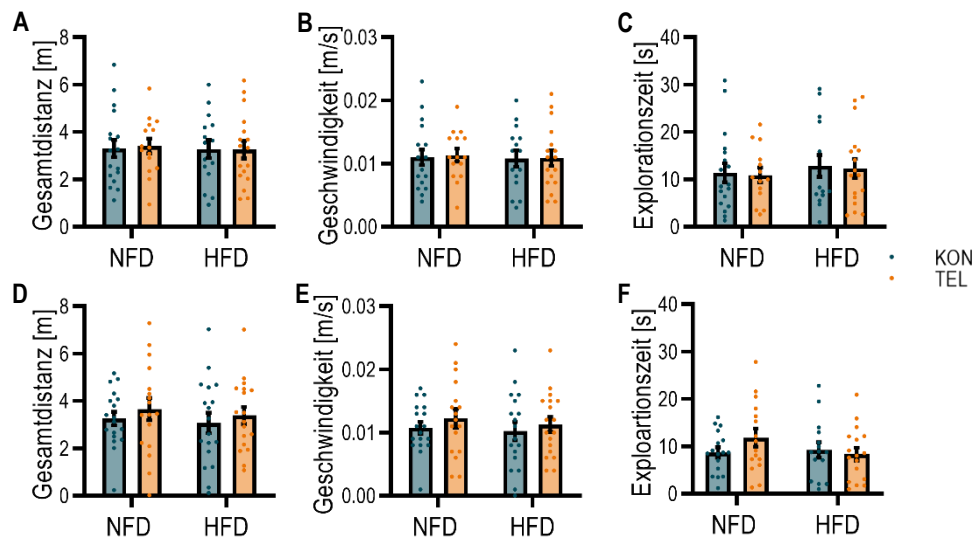 A
Gesamtdistanz [m]
8
6
4
2
0
NFD HFD
B
Geschwindigkeit [m/s]
0.03
0.02
0.01
0.00
NFD HFD
C
Explorationszeit [s]
40
30
20
10
0
NFD HFD
KON
TEL
D
Gesamtdistanz [m]
8
6
4
2
0
NFD HFD
E
Geschwindigkeit [m/s]
0.03
0.02
0.01
0.00
NFD HFD
F
Exploartionszeit [s]
40
30
20
10
0
NFD HFD